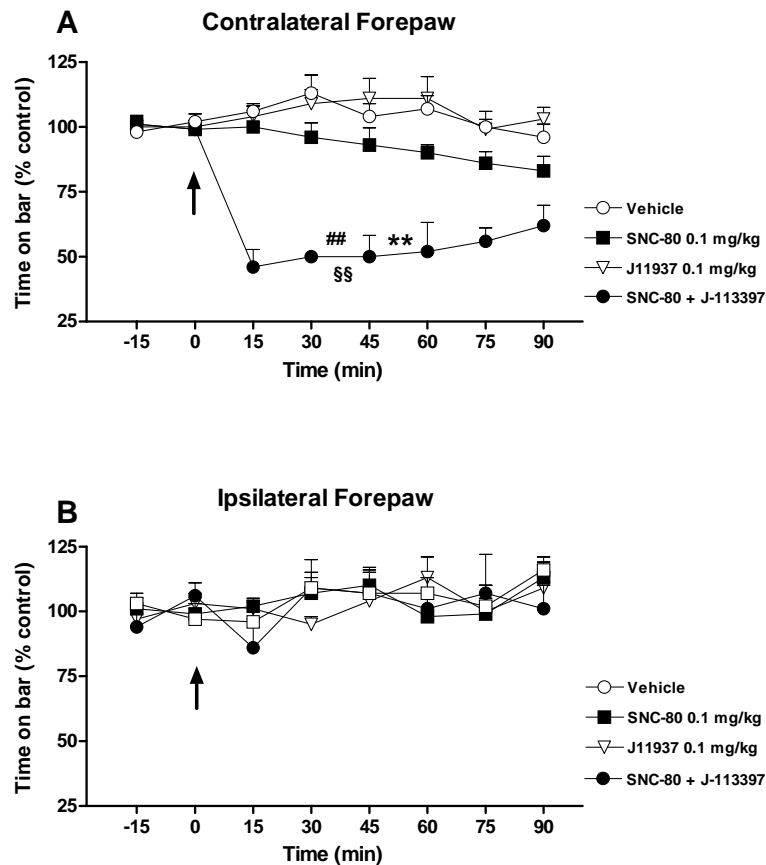 A
Contralateral Forepaw
Time on bar (% control)
125
100
75
50
25
##
**
§§
-15 0 15 30 45 60 75 90
Time (min)
Vehicle
SNC-80 0.1 mg/kg
J11937 0.1 mg/kg
SNC-80 + J-113397
B
Ipsilateral Forepaw
Time on bar (% control)
125
100
75
50
25
-15 0 15 30 45 60 75 90
Time (min)
Vehicle
SNC-80 0.1 mg/kg
J11937 0.1 mg/kg
SNC-80 + J-113397